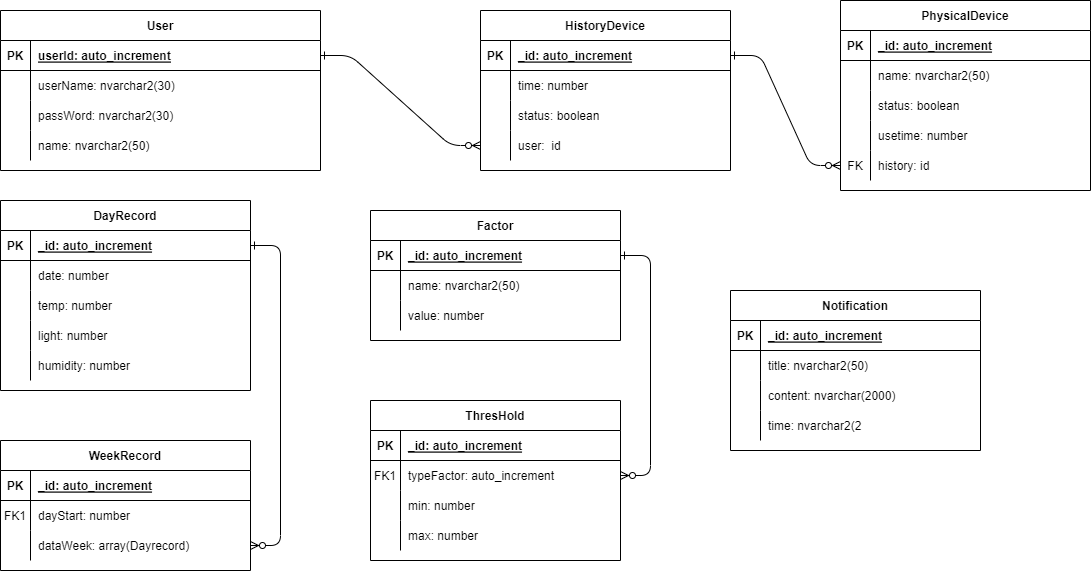 User
PK userId: auto_increment
userName: nvarchar2(30)
passWord: nvarchar2(30)
name: nvarchar2(50)
HistoryDevice
PK _id: auto_increment
time: number
status: boolean
user: id
PhysicalDevice
PK _id: auto_increment
name: nvarchar2(50)
status: boolean
usetime: number
FK history: id
DayRecord
PK _id: auto_increment
date: number
temp: number
light: number
humidity: number
Factor
PK _id: auto_increment
name: nvarchar2(50)
value: number
Notification
PK _id: auto_increment
title: nvarchar2(50)
content: nvarchar(2000)
time: nvarchar2(2
WeekRecord
PK _id: auto_increment
FK1 dayStart: number
dataWeek: array(Dayrecord)
ThresHold
PK _id: auto_increment
FK1 typeFactor: auto_increment
min: number
max: number